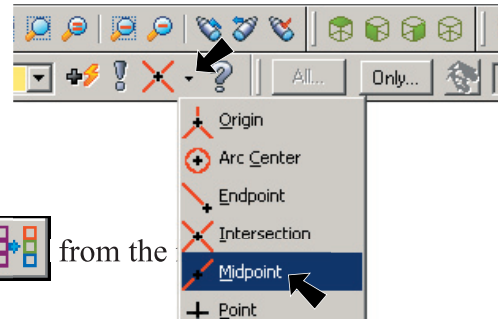 All... Only...
Origin
Arc Center
Endpoint
Intersection
from the
Midpoint
Point